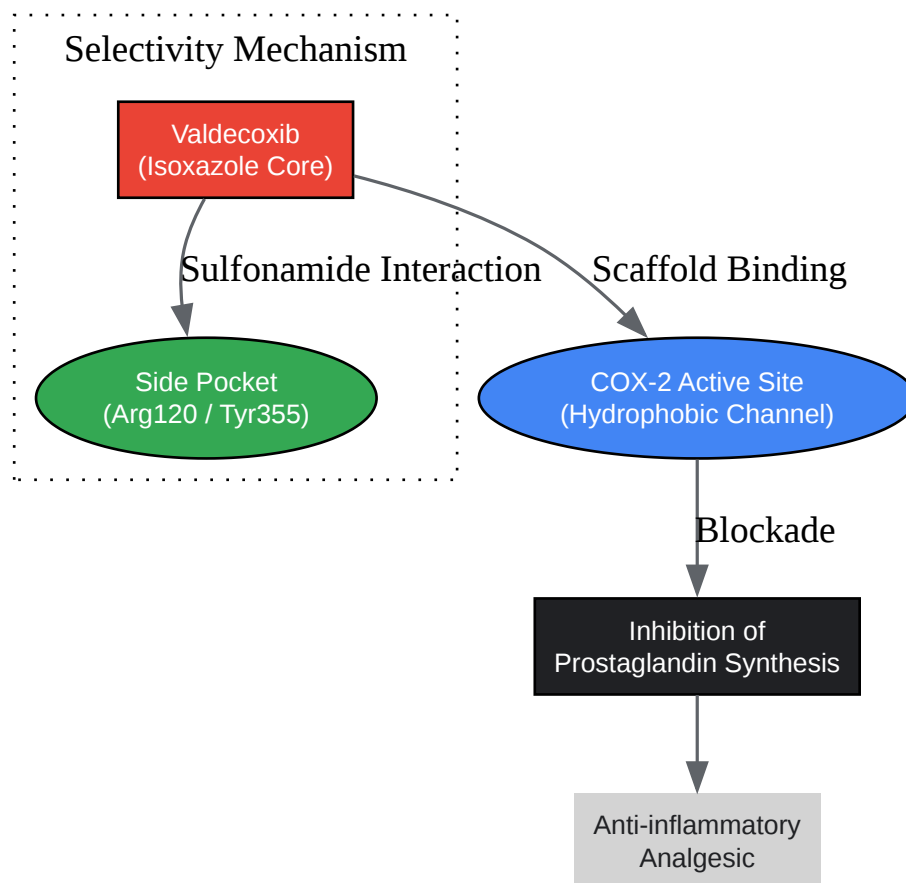 Selectivity Mechanism
Valdecoxib
(Isoxazole Core)
Sulfonamide Interaction
Scaffold Binding
Side Pocket
(Arg120 / Tyr355)
COX-2 Active Site
(Hydrophobic Channel)
Blockade
Inhibition of
Prostaglandin Synthesis
Anti-inflammatory
Analgesic